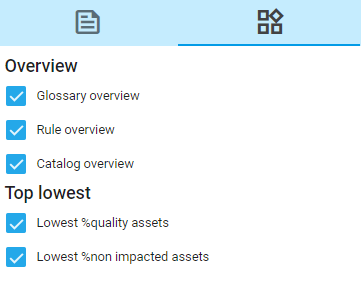 Overview
Glossary overview
Rule overview
Catalog overview
Top lowest
Lowest %quality assets
Lowest %non impacted assets